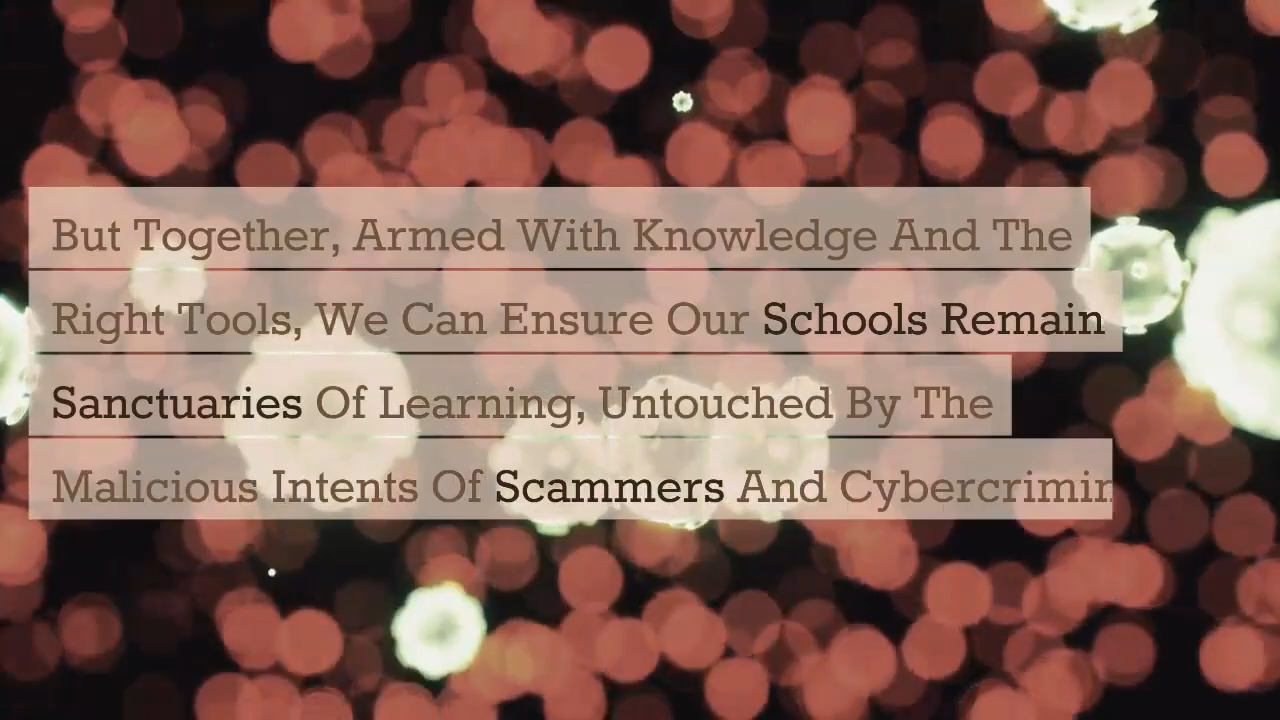 But Together, Armed With Knowledge And The
Right Tools, We Can Ensure Our Schools Remain
Sanctuaries Of Learning, Untouched By The
Malicious Intents Of Scammers And Cybercrimin